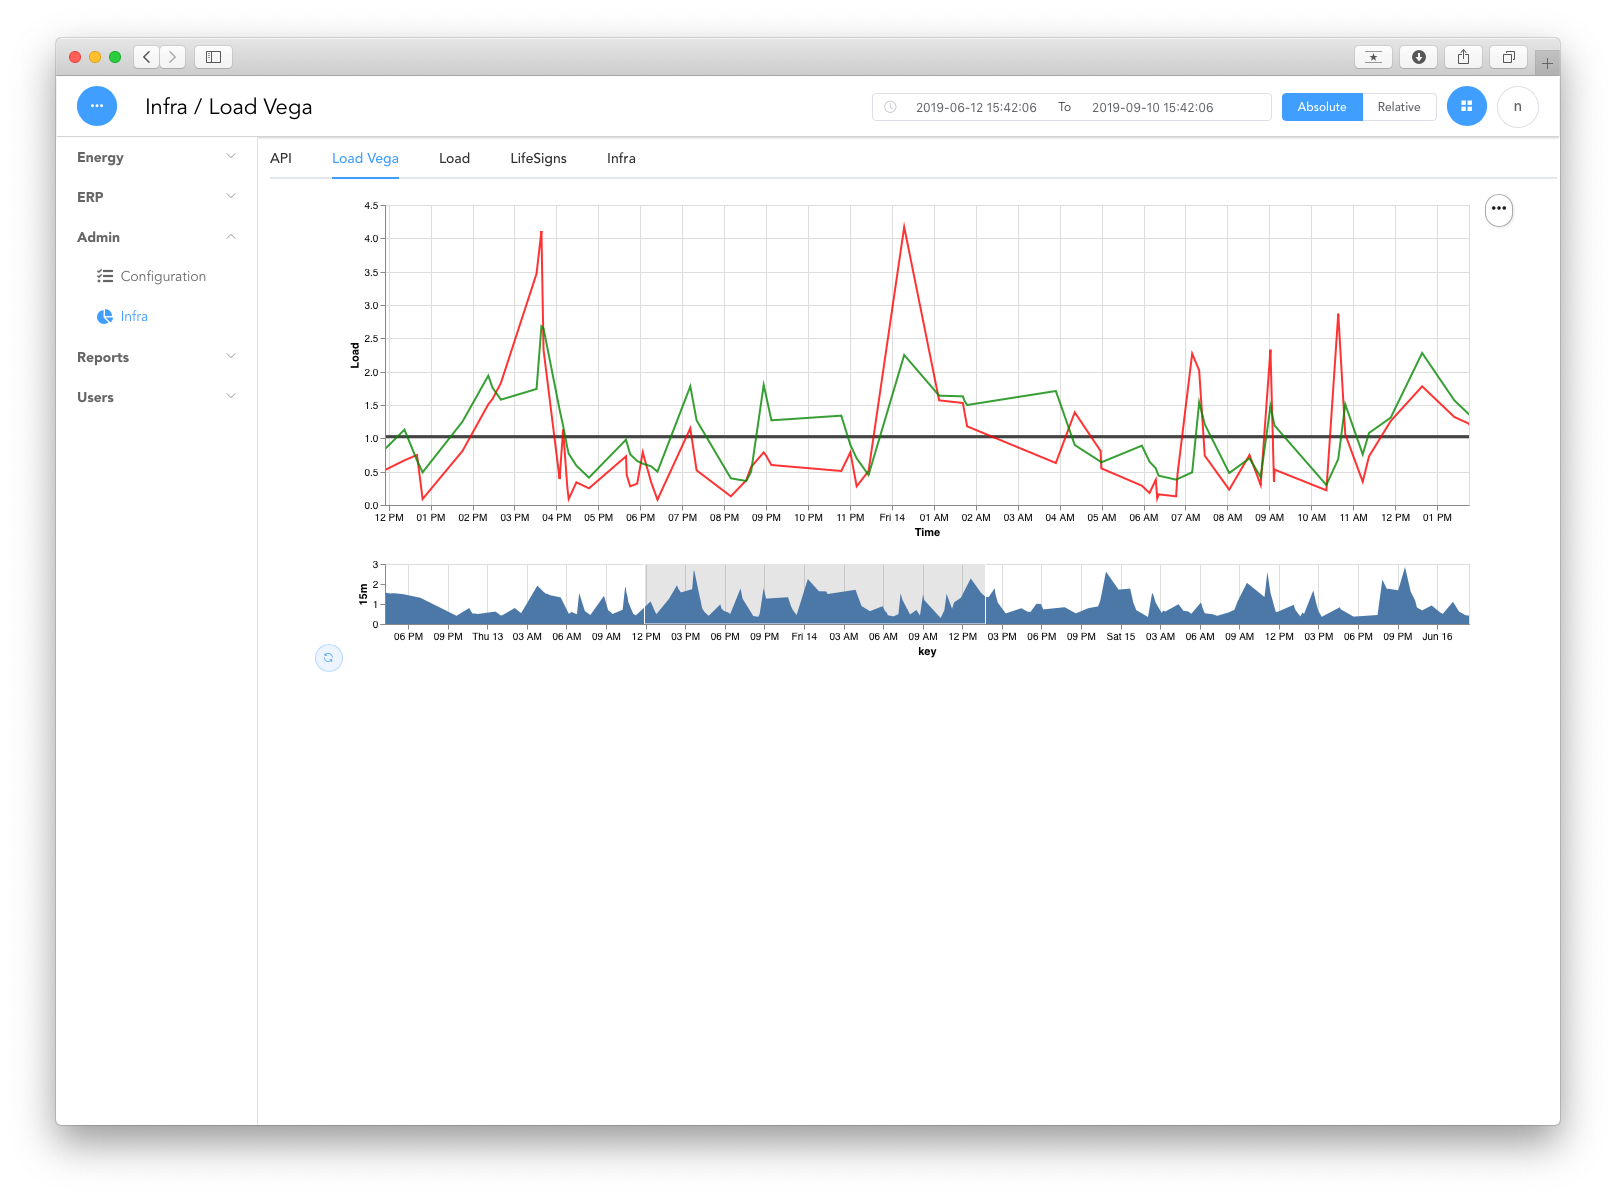 Infra / Load Vega
2019-06-12 15:42:06 To 2019-09-10 15:42:06
Absolute Relative
n
Energy
ERP
Admin
Configuration
Infra
Reports
Users
API Load Vega Load LifeSigns Infra
4.5
4.0
3.5
3.0
2.5
2.0
1.5
1.0
0.5
0.0
Load
12 PM 01 PM 02 PM 03 PM 04 PM 05 PM 06 PM 07 PM 08 PM 09 PM 10 PM 11 PM Fri 14 01 AM 02 AM 03 AM 04 AM 05 AM 06 AM 07 AM 08 AM 09 AM 10 AM 11 AM 12 PM 01 PM
Time
3
2
1
0
15m
06 PM 09 PM Thu 13 03 AM 06 AM 09 AM 12 PM 03 PM 06 PM 09 PM Fri 14 03 AM 06 AM 09 AM 12 PM 03 PM 06 PM 09 PM Sat 15 03 AM 06 AM 09 AM 12 PM 03 PM 06 PM 09 PM Jun 16
key